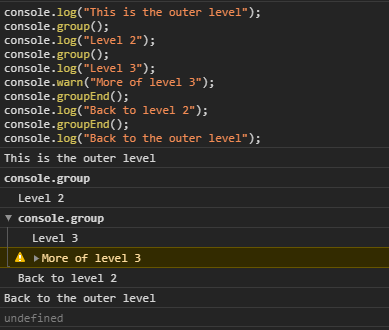 console.log("This is the outer level");
console.group();
console.log("Level 2");
console.group();
console.log("Level 3");
console.warn("More of level 3");
console.groupEnd();
console.log("Back to level 2");
console.groupEnd();
console.log("Back to the outer level");
This is the outer level
console.group
Level 2
console.group
Level 3
More of level 3
Back to level 2
Back to the outer level
undefined